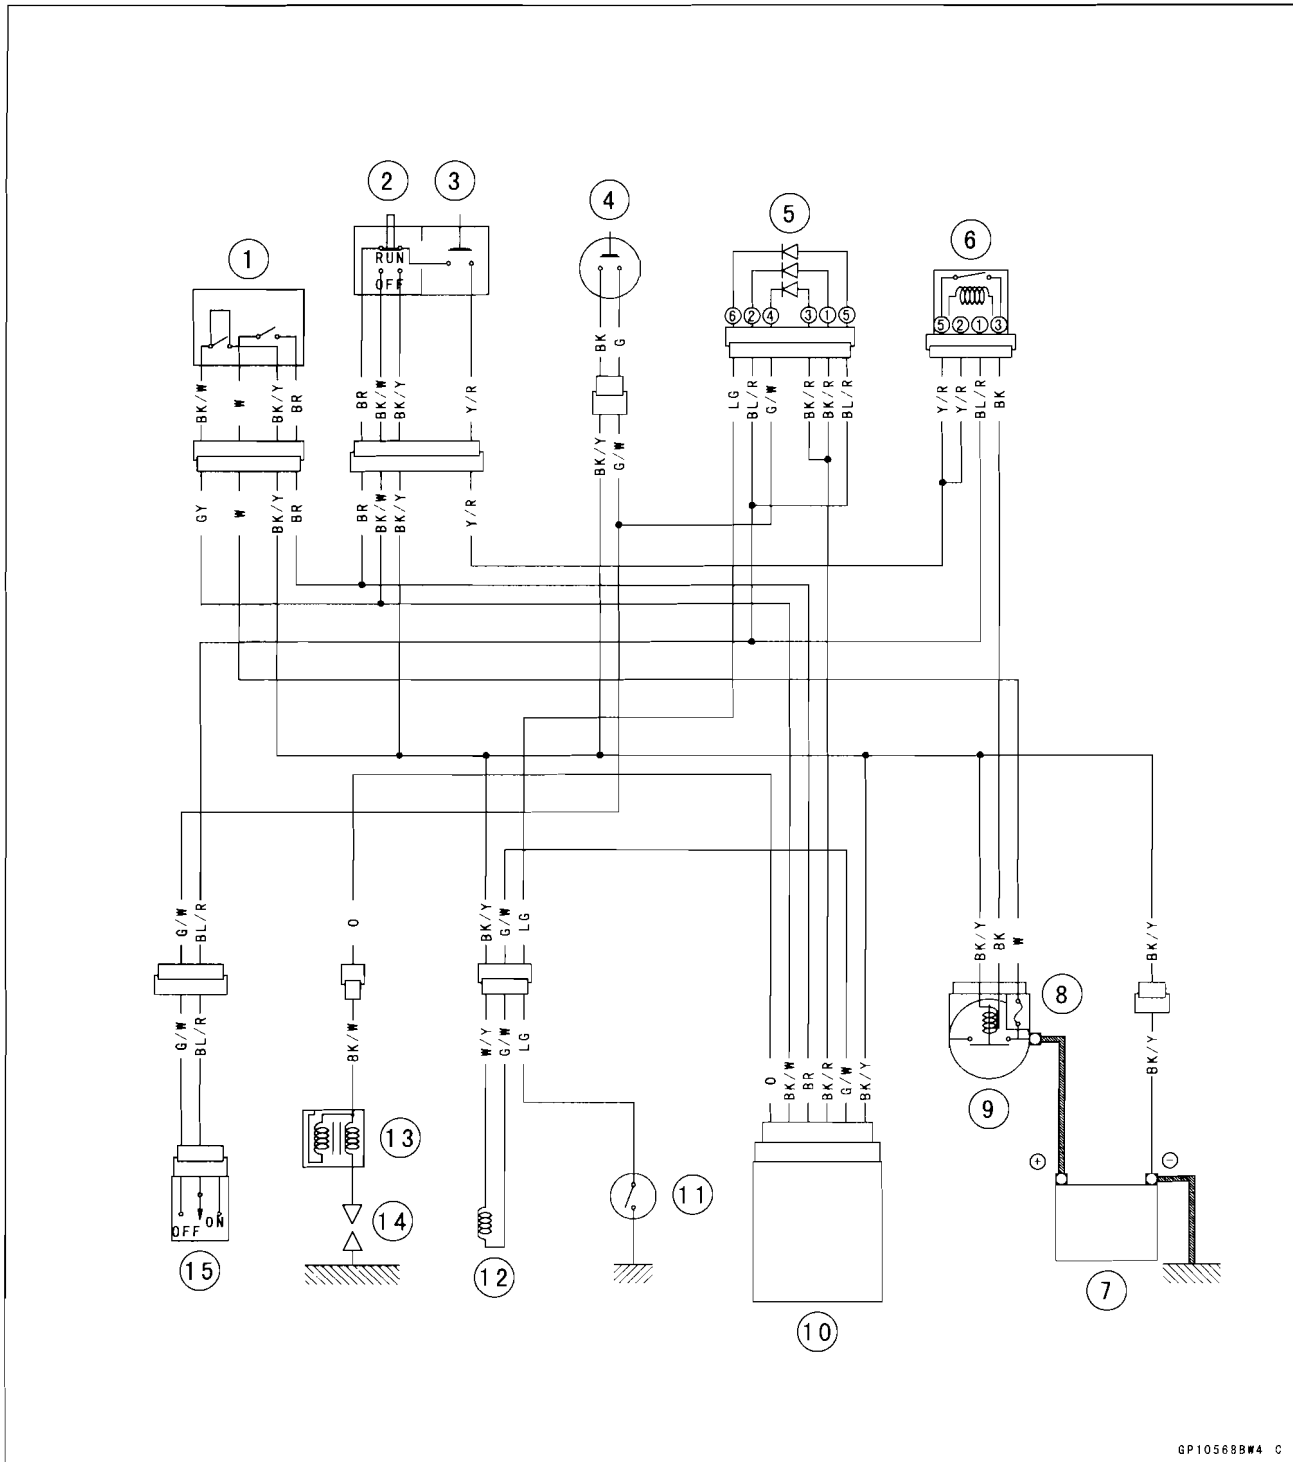 2 3
4
5
6
1
RUN
OFF
6 2 4 3 1 5
5 2 1 3
BK/W W BK/Y BR
BR BK/W BK/Y Y/R
BK G
LG BL/R G/W BK/R BK/R BL/R
Y/R Y/R BL/R BK
BK/Y G/W
GY W BK/Y BR
BR BK/W BK/Y Y/R
G/W BL/R
O
BK/Y G/W LG
BK/Y BK W
BK/Y
8
G/W BL/R
BK/W
W/Y G/W LG
O BK/W BR BK/R G/W BK/Y
BK/Y
9
13
+ −
11
14
OFF ON
15
12
7
10
GP10568BW4 C